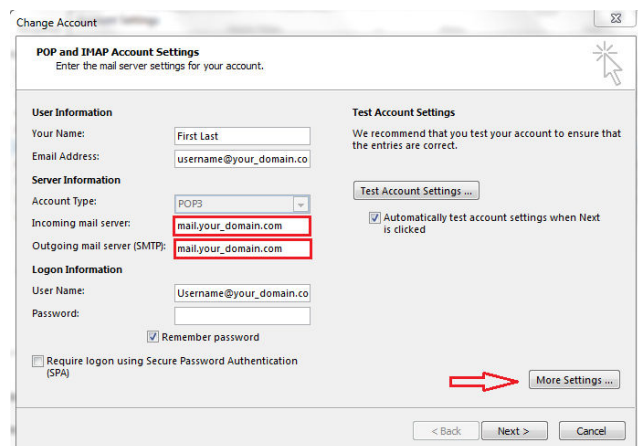 Change Account
POP and IMAP Account Settings
Enter the mail server settings for your account.
User Information
Your Name:
First Last
Email Address:
username@your_domain.co
Server Information
Account Type:
POP3
Incoming mail server:
mail.your_domain.com
Outgoing mail server (SMTP):
mail.your_domain.com
Logon Information
User Name:
Username@your_domain.co
Password:
Remember password
Require logon using Secure Password Authentication
(SPA)
Test Account Settings
We recommend that you test your account to ensure that
the entries are correct.
Test Account Settings ...
Automatically test account settings when Next
is clicked
More Settings ...
< Back
Next >
Cancel